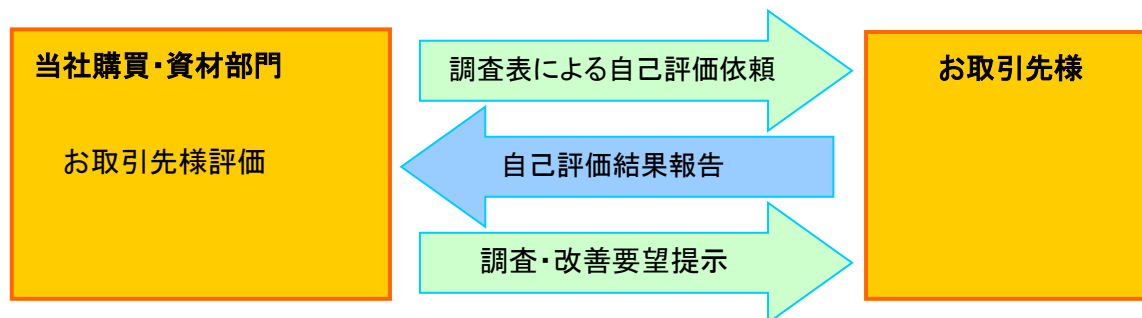 当社購買・資材部門
お取引先様評価
調査表による自己評価依頼
自己評価結果報告
調査・改善要望提示
お取引先様